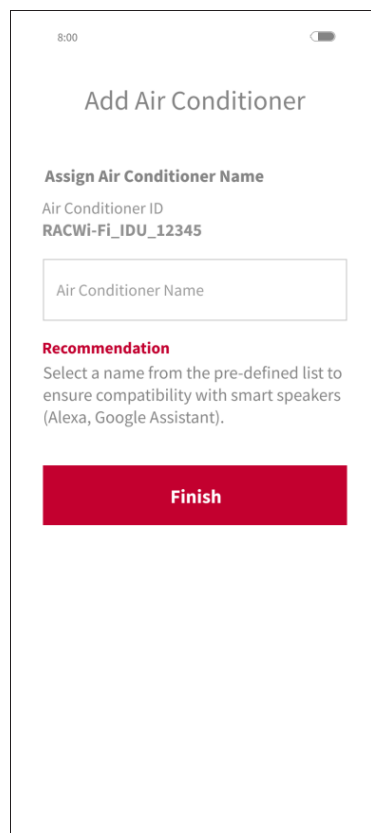 8:00
Add Air Conditioner
Assign Air Conditioner Name
Air Conditioner ID
RACWi-Fi_IDU_12345
Air Conditioner Name
Recommendation
Select a name from the pre-defined list to
ensure compatibility with smart speakers
(Alexa, Google Assistant).
Finish